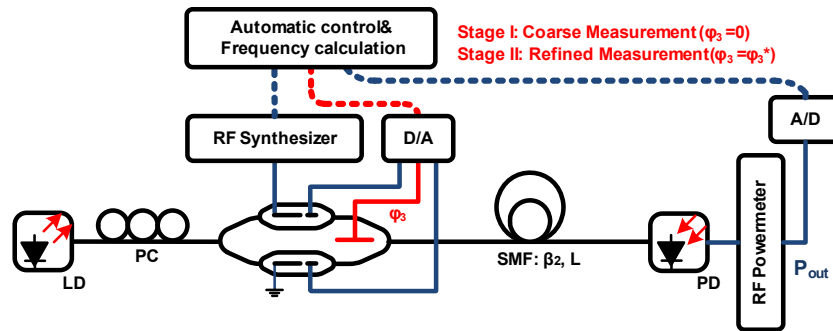 Automatic control&
Frequency calculation
Stage I: Coarse Measurement(φ₃=0)
Stage II: Refined Measurement(φ₃=φ₃*)
RF Synthesizer
D/A
A/D
φ₃
LD
PC
SMF: β₂, L
PD
RF Powermeter
Pout